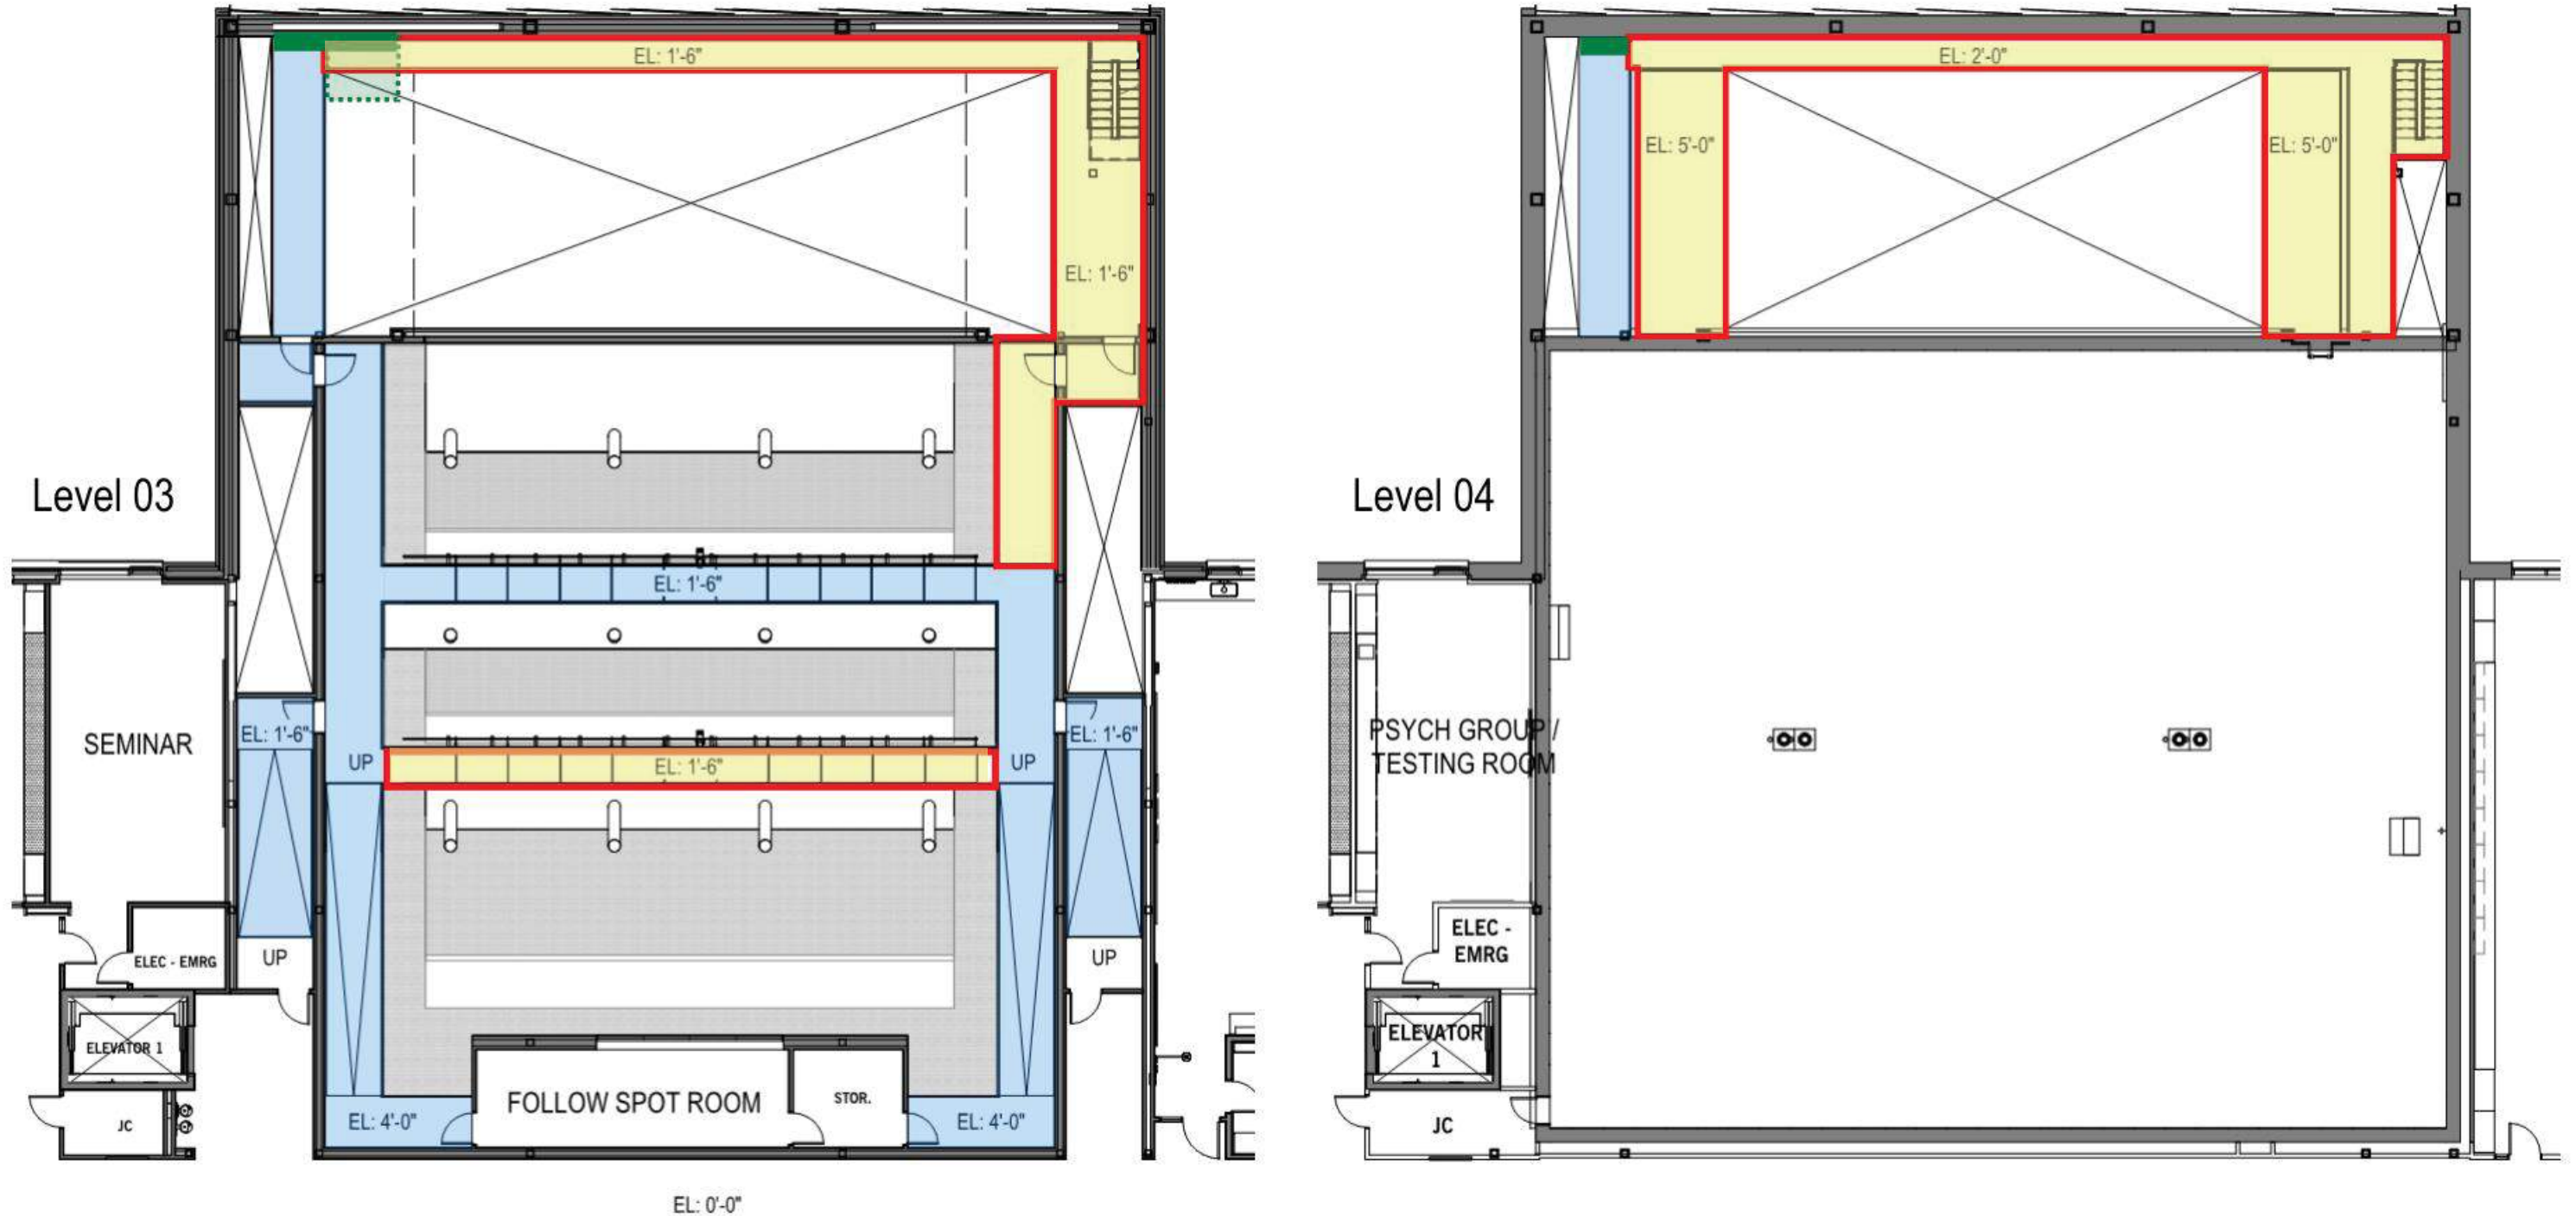 EL: 1'-6"
EL: 1'-6"
Level 03
EL: 1'-6"
SEMINAR
EL: 1'-6"
UP
EL: 1'-6"
UP
EL: 1'-6"
ELEC - EMRG
UP
UP
ELEVATOR 1
FOLLOW SPOT ROOM
STOR.
JC
EL: 4'-0"
EL: 4'-0"
EL: 0'-0"
EL: 2'-0"
EL: 5'-0"
EL: 5'-0"
Level 04
PSYCH GROUP /
TESTING ROOM
ELEC -
EMRG
ELEVATOR
1
JC